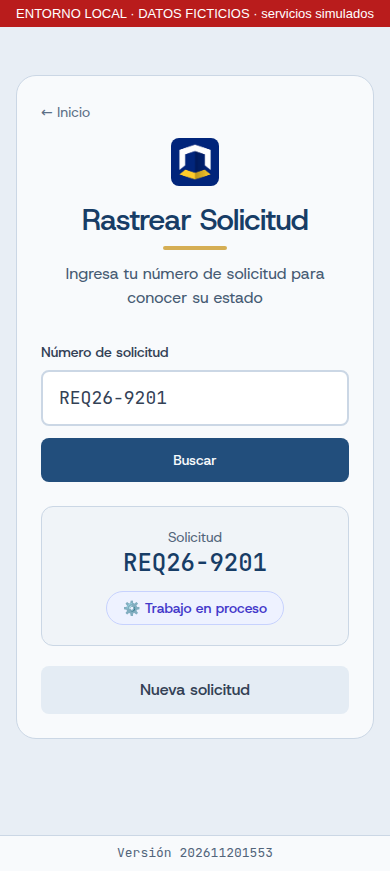 ENTORNO LOCAL · DATOS FICTICIOS · servicios simulados
← Inicio
Rastrear Solicitud
Ingresa tu número de solicitud para
conocer su estado
Número de solicitud
REQ26-9201
Buscar
Solicitud
REQ26-9201
⚙️ Trabajo en proceso
Nueva solicitud
Versión 202611201553